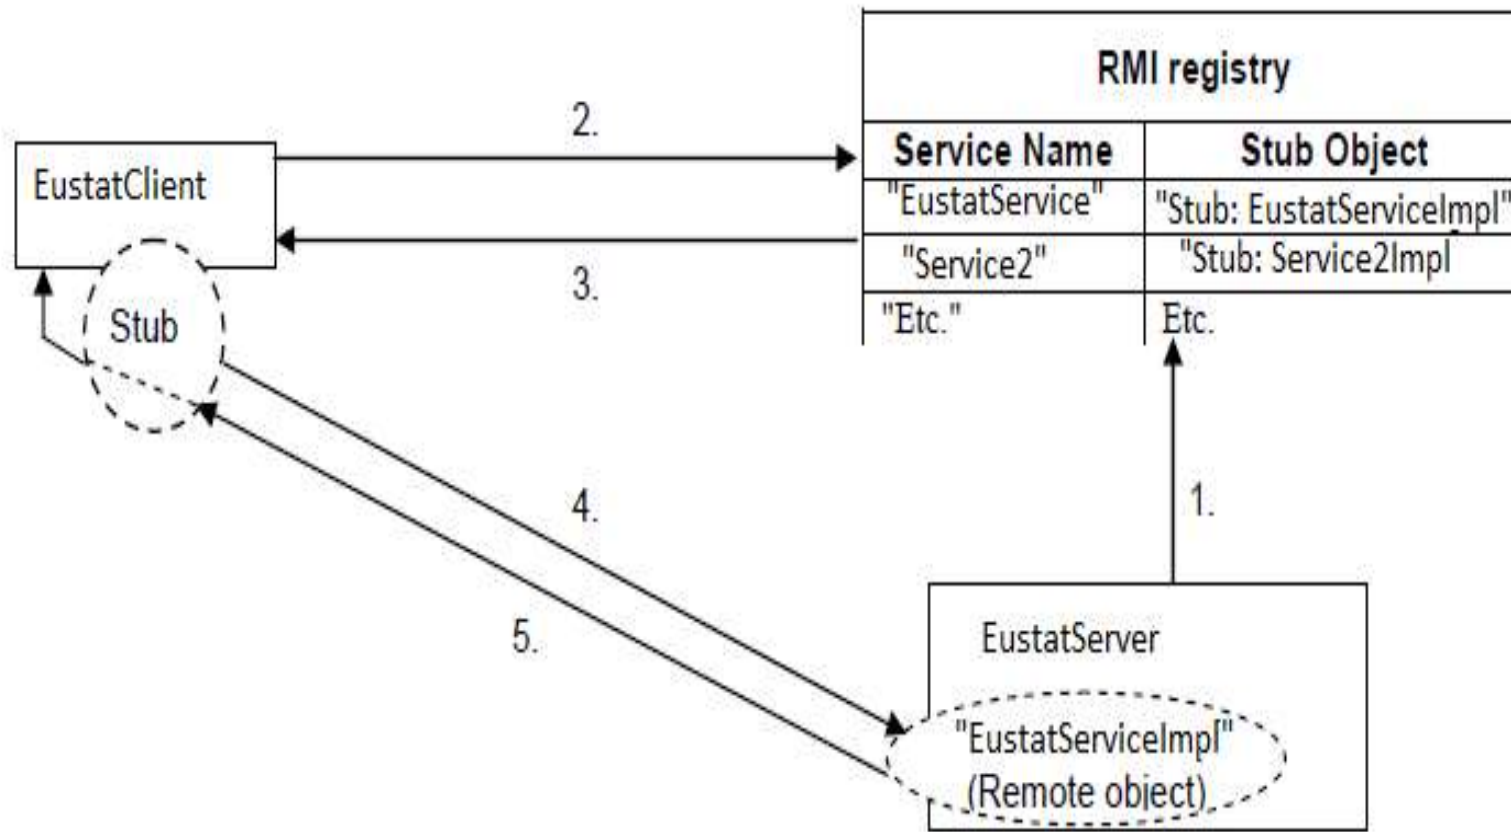 RMI registry
2.
Service Name Stub Object
EustatClient
"EustatService" "Stub: EustatServiceImpl"
"Service2" "Stub: Service2Impl
3.
"Etc." Etc.
Stub
4.
1.
5.
EustatServer
"EustatServiceImpl"
(Remote object)